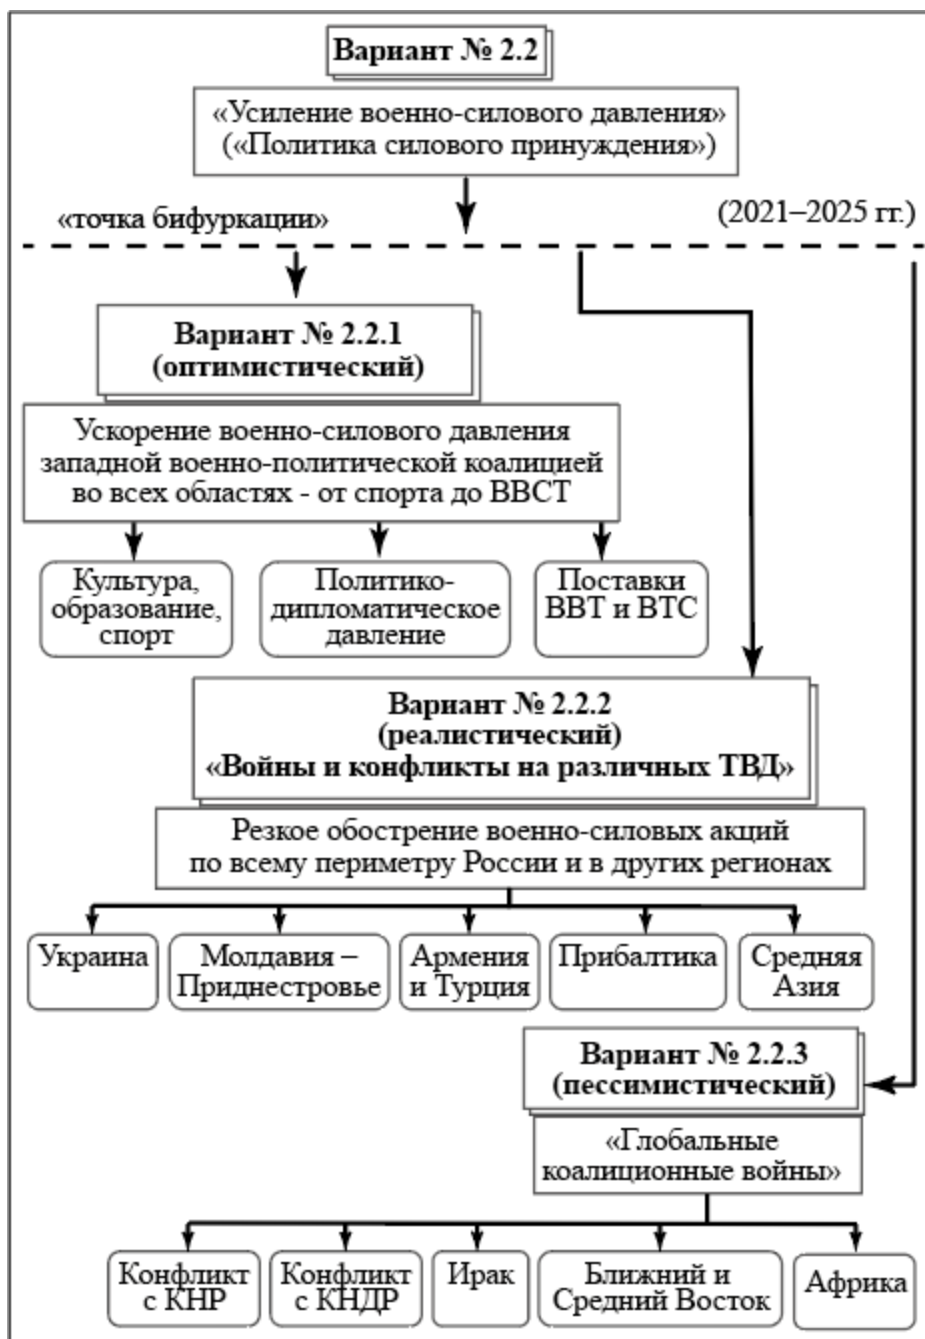 Вариант № 2.2
«Усиление военно-силового давления»
(«Политика силового принуждения»)
«точка бифуркации»
(2021–2025 гг.)
Вариант № 2.2.1
(оптимистический)
Ускорение военно-силового давления
западной военно-политической коалицией
во всех областях - от спорта до ВВСТ
Культура,
образование,
спорт
Политико-
дипломатическое
давление
Поставки
ВВТ и ВТС
Вариант № 2.2.2
(реалистический)
«Войны и конфликты на различных ТВД»
Резкое обострение военно-силовых акций
по всему периметру России и в других регионах
Украина
Молдавия –
Приднестровье
Армения
и Турция
Прибалтика
Средняя
Азия
Вариант № 2.2.3
(пессимистический)
«Глобальные
коалиционные войны»
Конфликт
с КНР
Конфликт
с КНДР
Ирак
Ближний и
Средний Восток
Африка